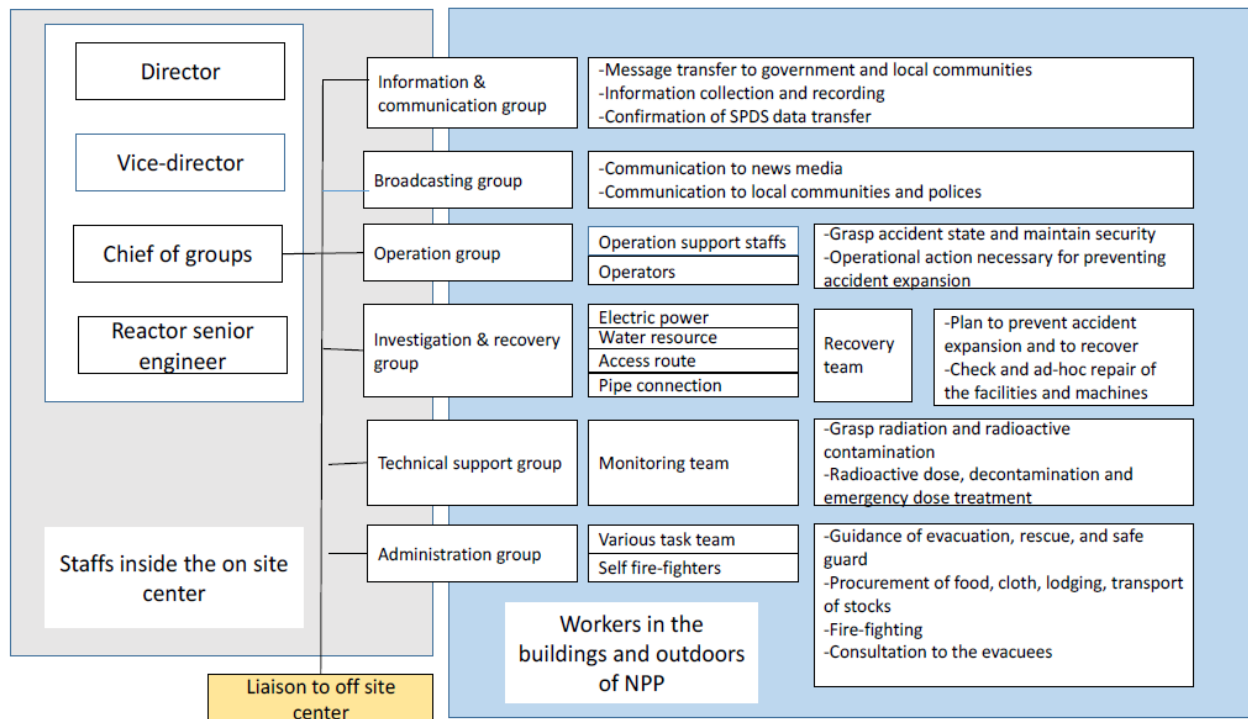 Director
Vice-director
Chief of groups
Reactor senior
engineer
Staffs inside the on site
center
Liaison to off site
center
Information &
communication group
-Message transfer to government and local communities
-Information collection and recording
-Confirmation of SPDS data transfer
Broadcasting group
-Communication to news media
-Communication to local communities and polices
Operation group
Operation support staffs
Operators
-Grasp accident state and maintain security
-Operational action necessary for preventing
accident expansion
Investigation & recovery
group
Electric power
Water resource
Access route
Pipe connection
Recovery
team
-Plan to prevent accident
expansion and to recover
-Check and ad-hoc repair of
the facilities and machines
Technical support group
Monitoring team
-Grasp radiation and radioactive
contamination
-Radioactive dose, decontamination and
emergency dose treatment
Administration group
Various task team
Self fire-fighters
-Guidance of evacuation, rescue, and safe
guard
-Procurement of food, cloth, lodging, transport
of stocks
-Fire-fighting
-Consultation to the evacuees
Workers in the
buildings and outdoors
of NPP